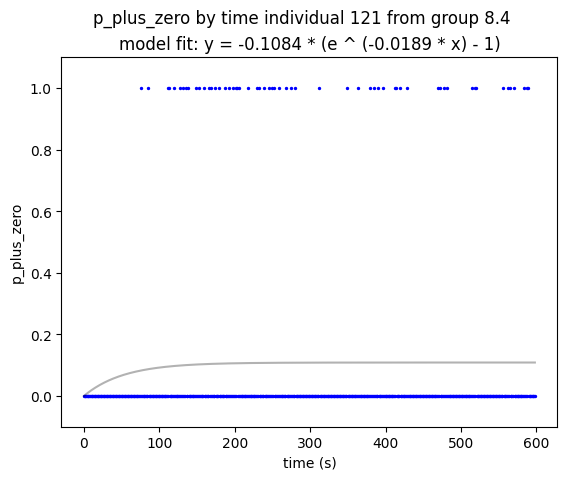 p_plus_zero by time individual 121 from group 8.4
model fit: y = -0.1084 * (e ^ (-0.0189 * x) - 1)
1.0
0.8
0.6
0.4
0.2
0.0
p_plus_zero
0 100 200 300 400 500 600
time (s)